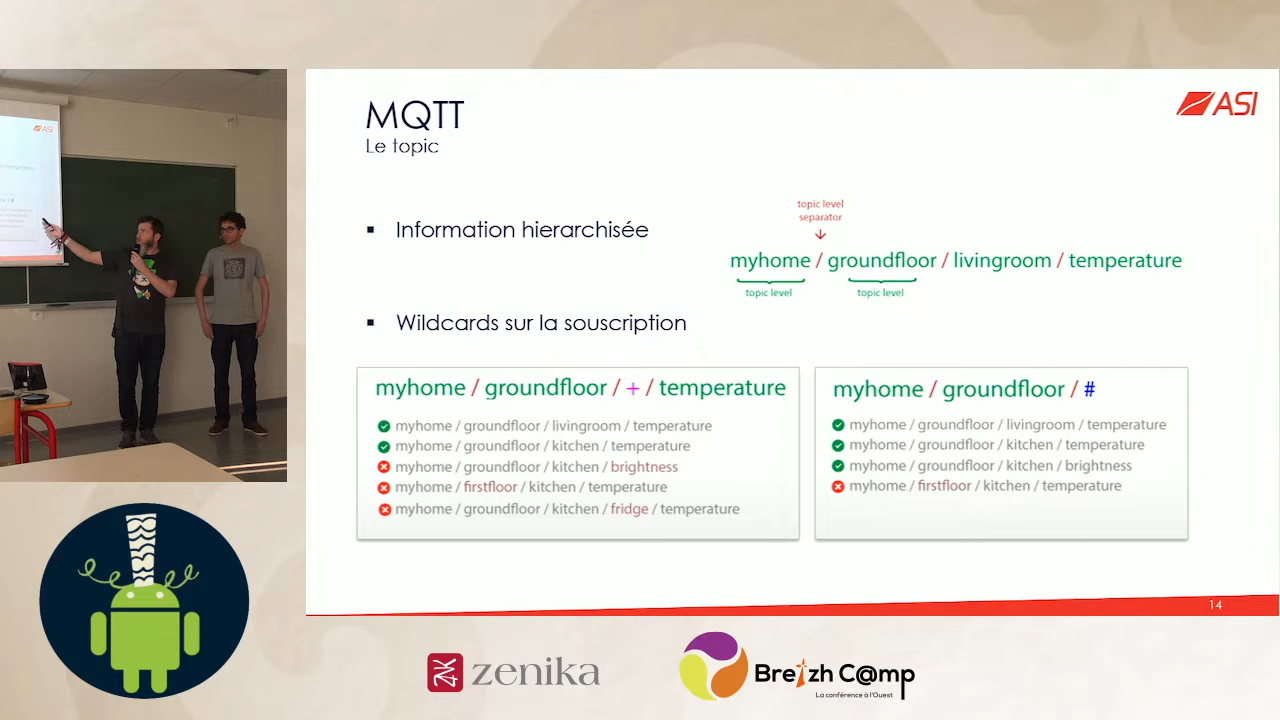 MQTT
Le topic
ASI
▪ Information hierarchisée
topic level
separator
myhome / groundfloor / livingroom / temperature
topic level
topic level
▪ Wildcards sur la souscription
myhome / groundfloor / + / temperature
myhome / groundfloor / livingroom / temperature
myhome / groundfloor / kitchen / temperature
myhome / groundfloor / kitchen / brightness
myhome / firstfloor / kitchen / temperature
myhome / groundfloor / kitchen / fridge / temperature
myhome / groundfloor / #
myhome / groundfloor / livingroom / temperature
myhome / groundfloor / kitchen / temperature
myhome / groundfloor / kitchen / brightness
myhome / firstfloor / kitchen / temperature
14
ASI
zenika
Breizh C@mp
La conférence à l'Ouest